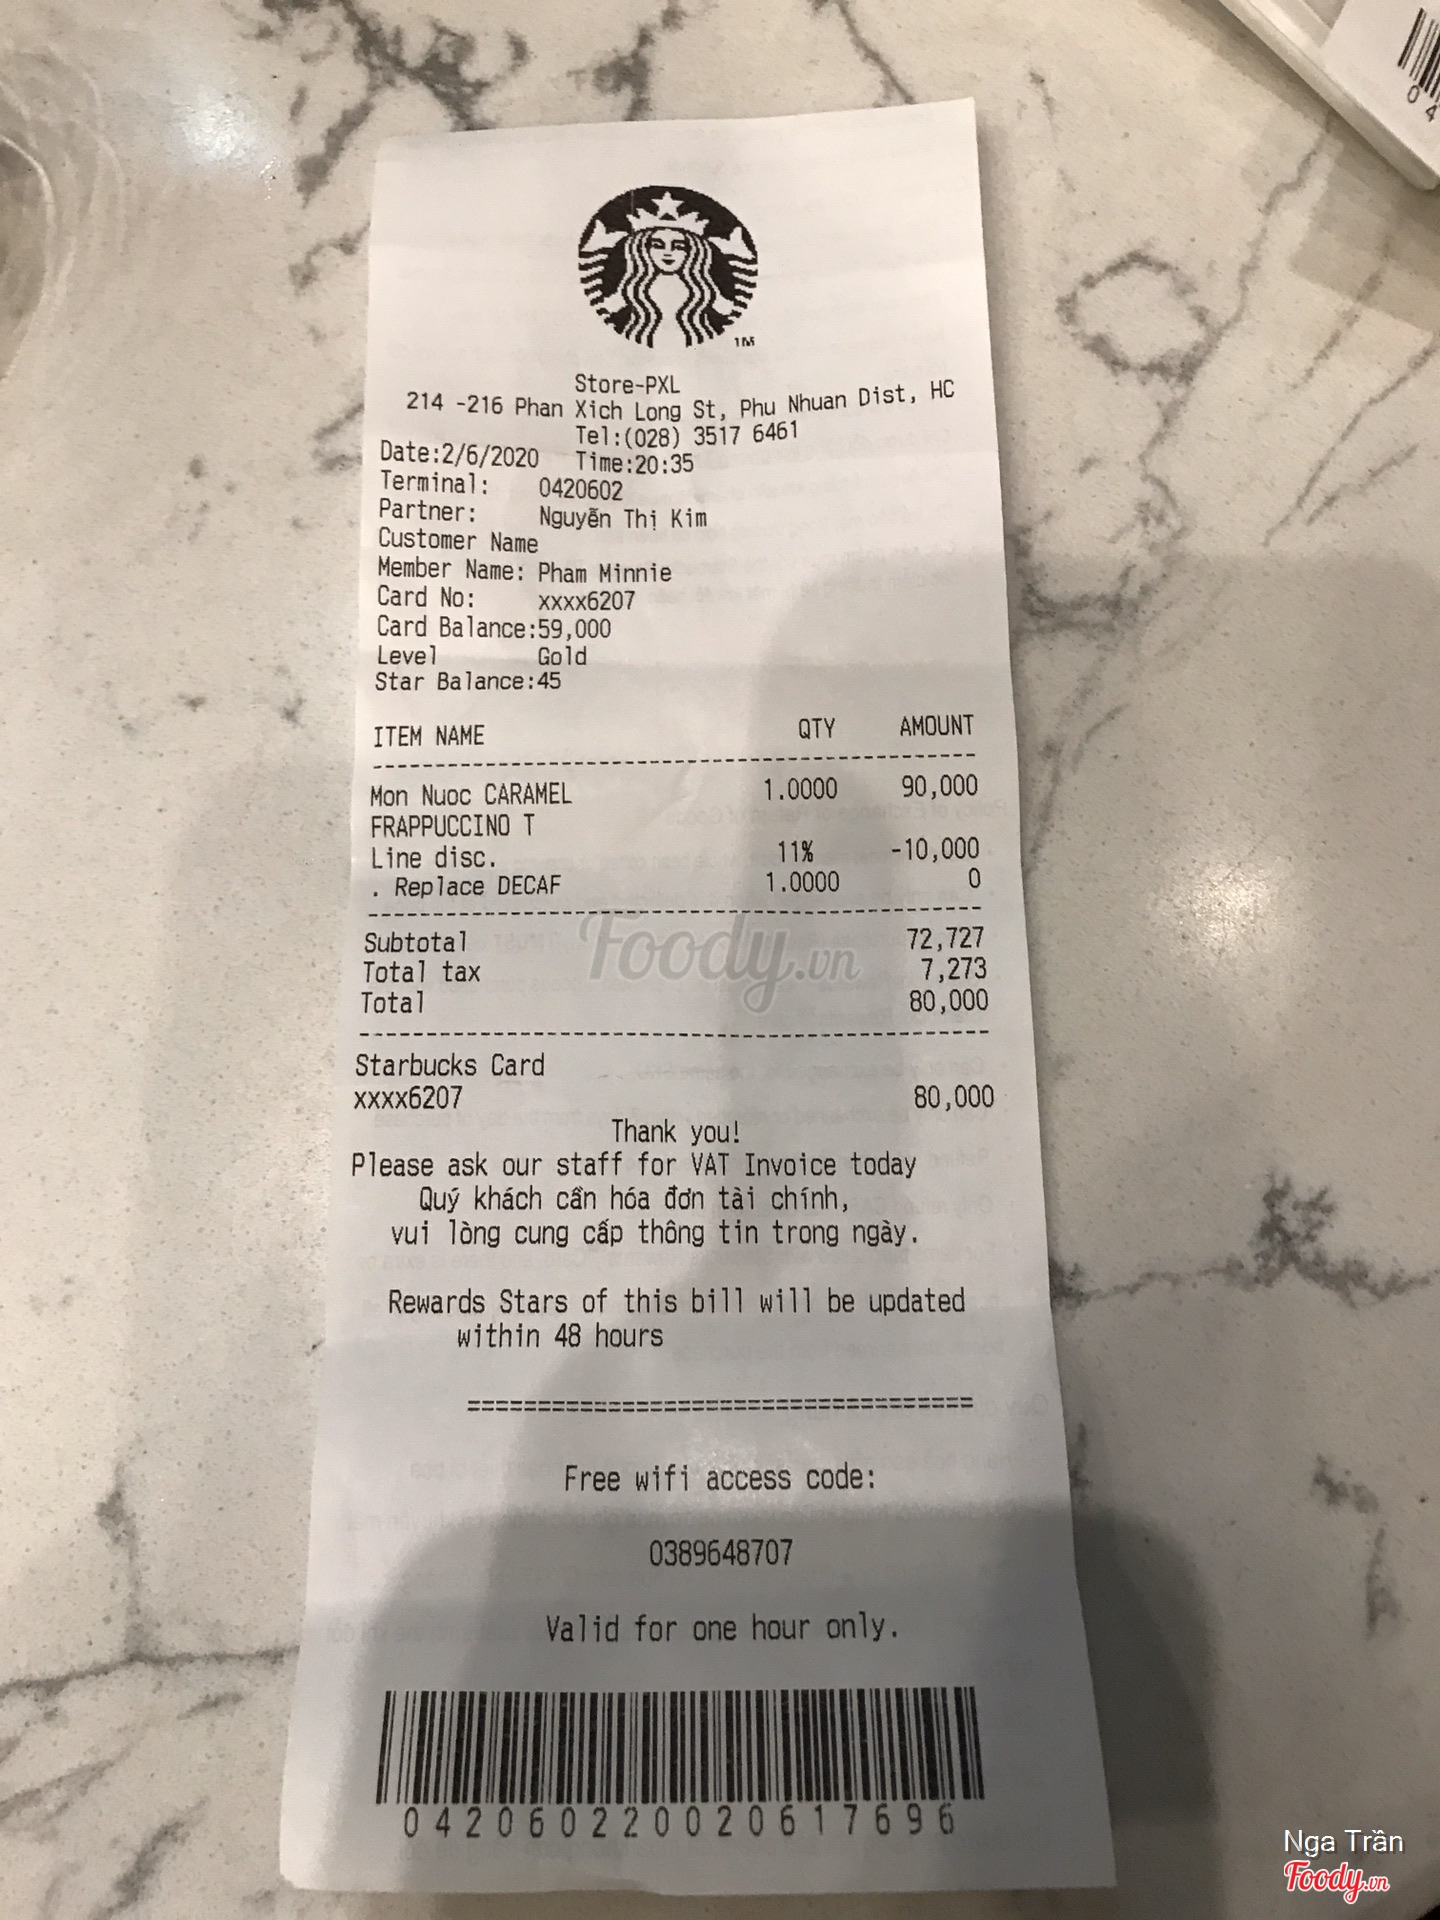 TM
Store-PXL
214 -216 Phan Xich Long St, Phu Nhuan Dist, HC
Tel:(028) 3517 6461
Date:2/6/2020 Time:20:35
Terminal: 0420602
Partner: Nguyễn Thị Kim
Customer Name
Member Name: Pham Minnie
Card No: xxxx6207
Card Balance:59,000
Level Gold
Star Balance:45
ITEM NAME QTY AMOUNT
Mon Nuoc CARAMEL 1.0000 90,000
FRAPPUCCINO T
Line disc. 11% -10,000
. Replace DECAF 1.0000 0
Subtotal 72,727
Total tax 7,273
Total 80,000
Foody.vn
Starbucks Card
xxxx6207 80,000
Thank you!
Please ask our staff for VAT Invoice today
Quý khách cần hóa đơn tài chính,
vui lòng cung cấp thông tin trong ngày.
Rewards Stars of this bill will be updated
within 48 hours
Free wifi access code:
0389648707
Valid for one hour only.
042060220020617696
04
Nga Trần
Foody.vn